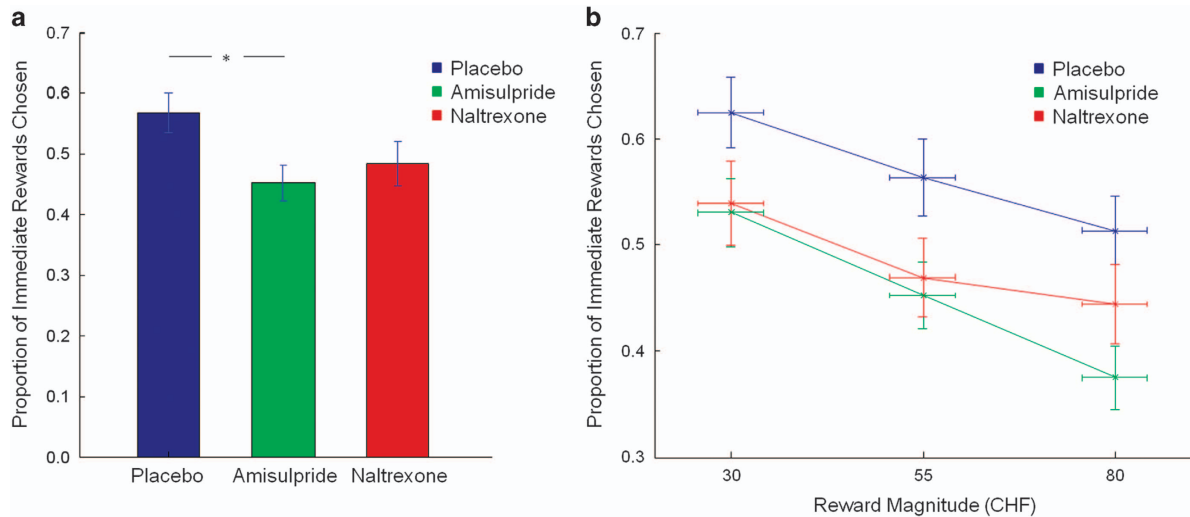 a
0.7
0.6
0.5
0.4
0.3
0.2
0.1
0.0
Proportion of Immediate Rewards Chosen
*
Placebo
Amisulpride
Naltrexone
Placebo Amisulpride Naltrexone
b
0.7
0.6
0.5
0.4
0.3
Proportion of Immediate Rewards Chosen
Placebo
Amisulpride
Naltrexone
30 55 80
Reward Magnitude (CHF)